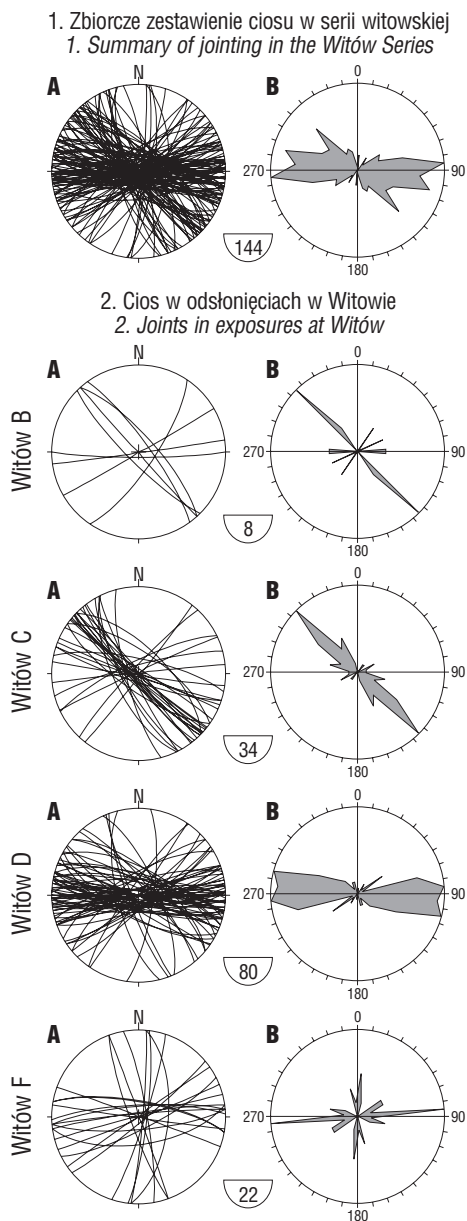 1. Zbiorcze zestawienie ciosu w serii witowskiej
1. Summary of jointing in the Witów Series
A
N
B
0
270
90
180
144
2. Cios w odsłonięciach w Witowie
2. Joints in exposures at Witów
Witów B
A
N
B
0
270
90
180
8
Witów C
A
N
B
0
270
90
180
34
Witów D
A
N
B
0
270
90
180
80
Witów F
A
N
B
0
270
90
180
22